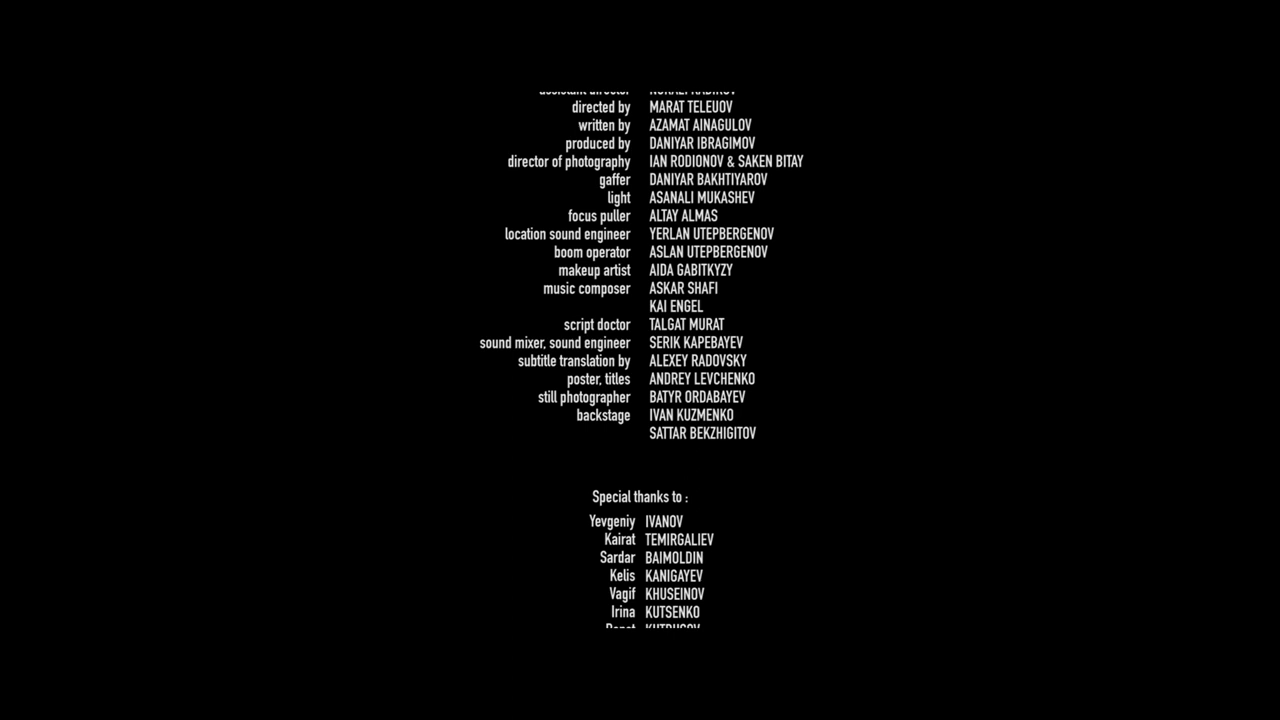 assistant director
directed by MARAT TELEUOV
written by AZAMAT AINAGULOV
produced by DANIYAR IBRAGIMOV
director of photography IAN RODIONOV & SAKEN BITAY
gaffer DANIYAR BAKHTIYAROV
light ASANALI MUKASHEV
focus puller ALTAY ALMAS
location sound engineer YERLAN UTEPBERGENOV
boom operator ASLAN UTEPBERGENOV
makeup artist AIDA GABITKYZY
music composer ASKAR SHAFI
KAI ENGEL
script doctor TALGAT MURAT
sound mixer, sound engineer SERIK KAPEBAYEV
subtitle translation by ALEXEY RADOVSKY
poster, titles ANDREY LEVCHENKO
still photographer BATYR ORDABAYEV
backstage IVAN KUZMENKO
SATTAR BEKZHIGITOV
Special thanks to :
Yevgeniy IVANOV
Kairat TEMIRGALIEV
Sardar BAIMOLDIN
Kelis KANIGAYEV
Vagif KHUSEINOV
Irina KUTSENKO